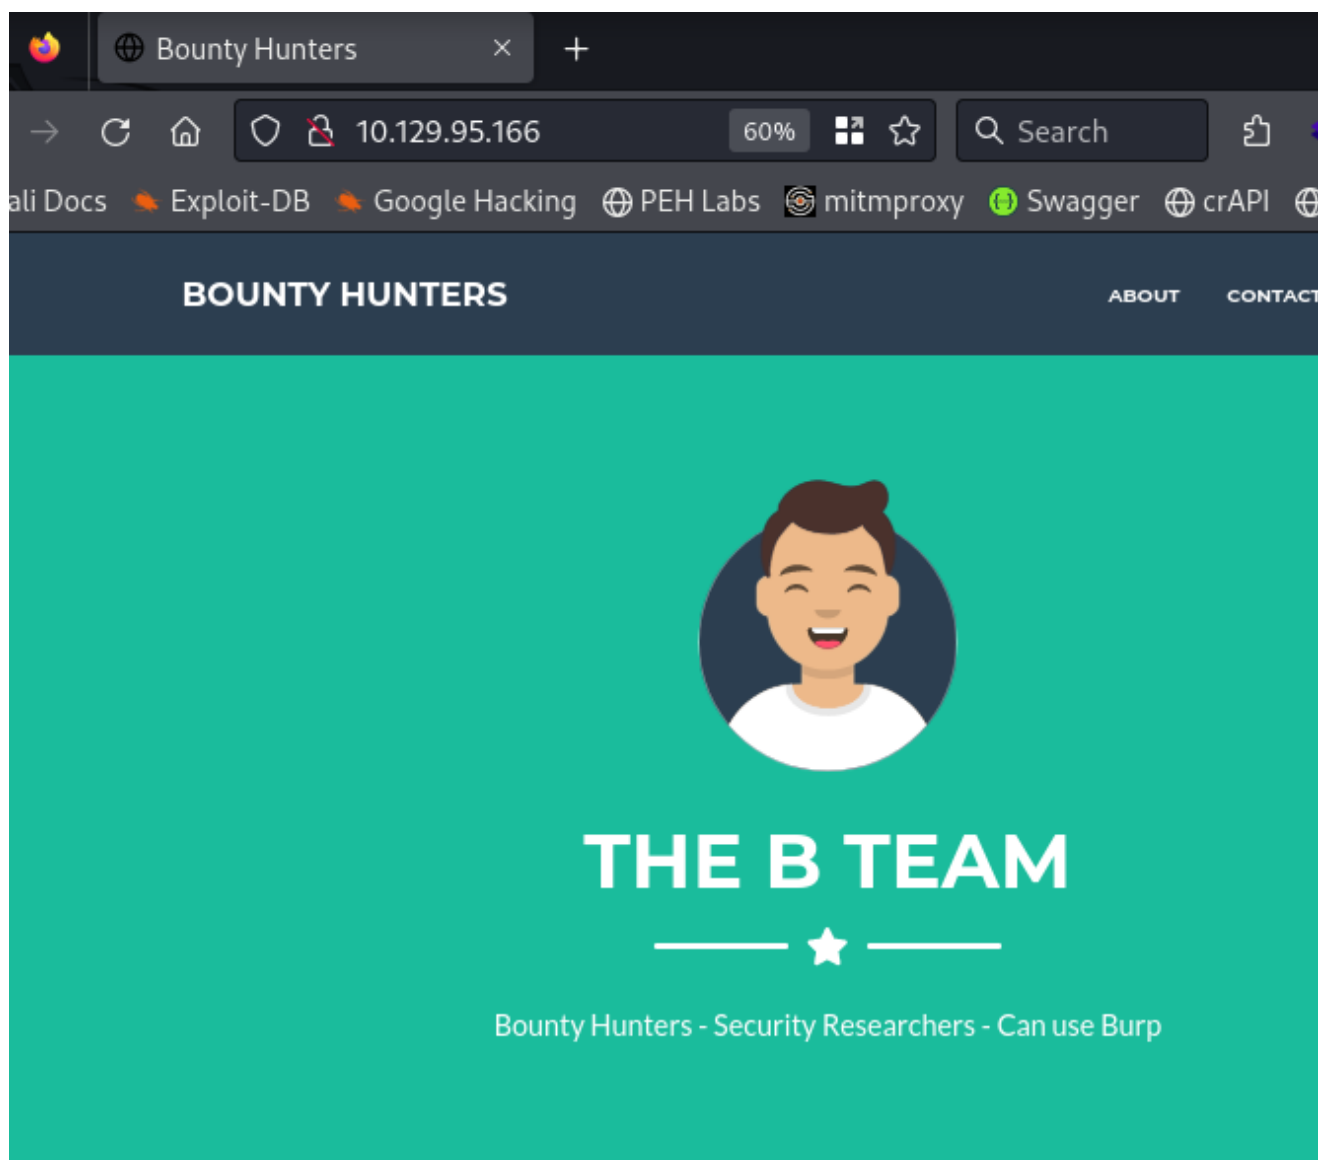 Bounty Hunters
10.129.95.166 60% Search
ali Docs Exploit-DB Google Hacking PEH Labs mitmproxy Swagger crAPI
BOUNTY HUNTERS ABOUT CONTACT
THE B TEAM
Bounty Hunters - Security Researchers - Can use Burp